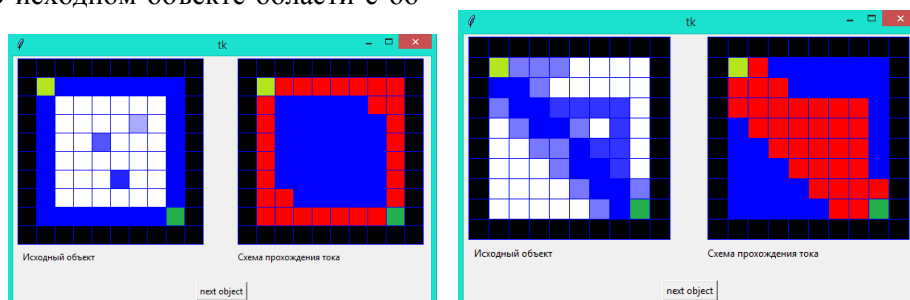 исходном объекте области с об-
tk
Исходный объект
Схема прохождения тока
next object
tk
Исходный объект
Схема прохождения тока
next object